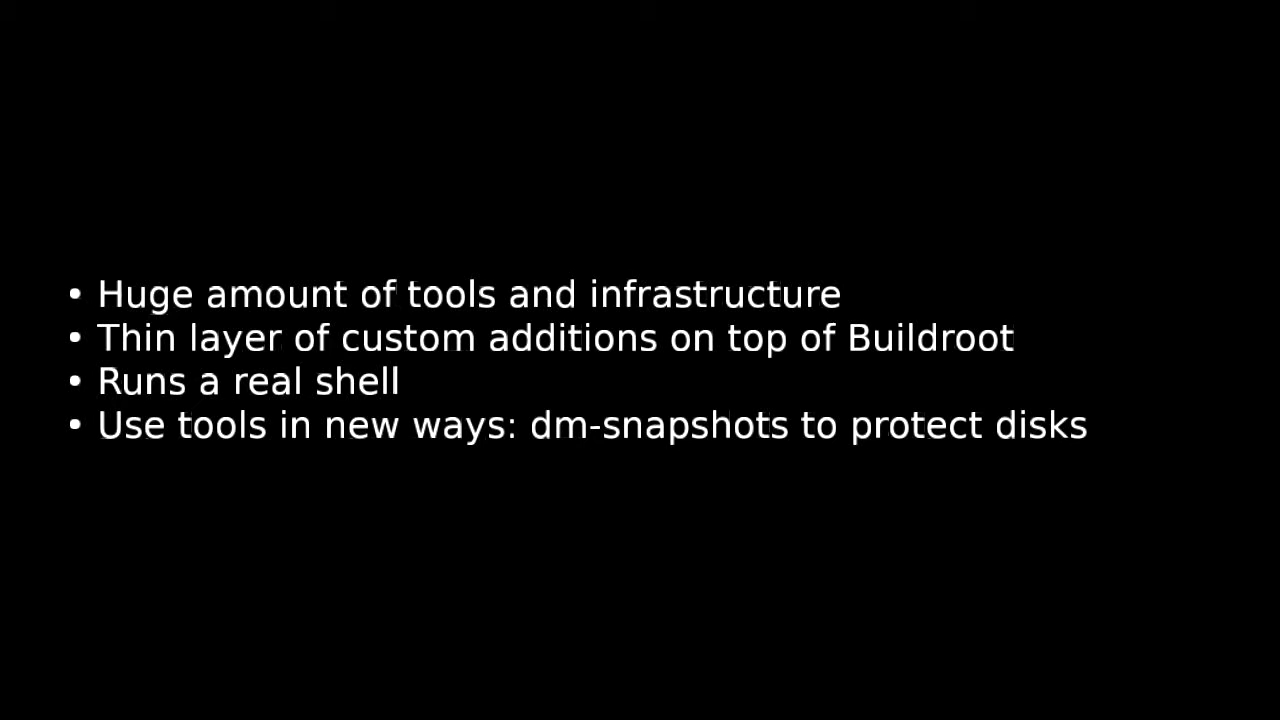 • Huge amount of tools and infrastructure
• Thin layer of custom additions on top of Buildroot
• Runs a real shell
• Use tools in new ways: dm-snapshots to protect disks